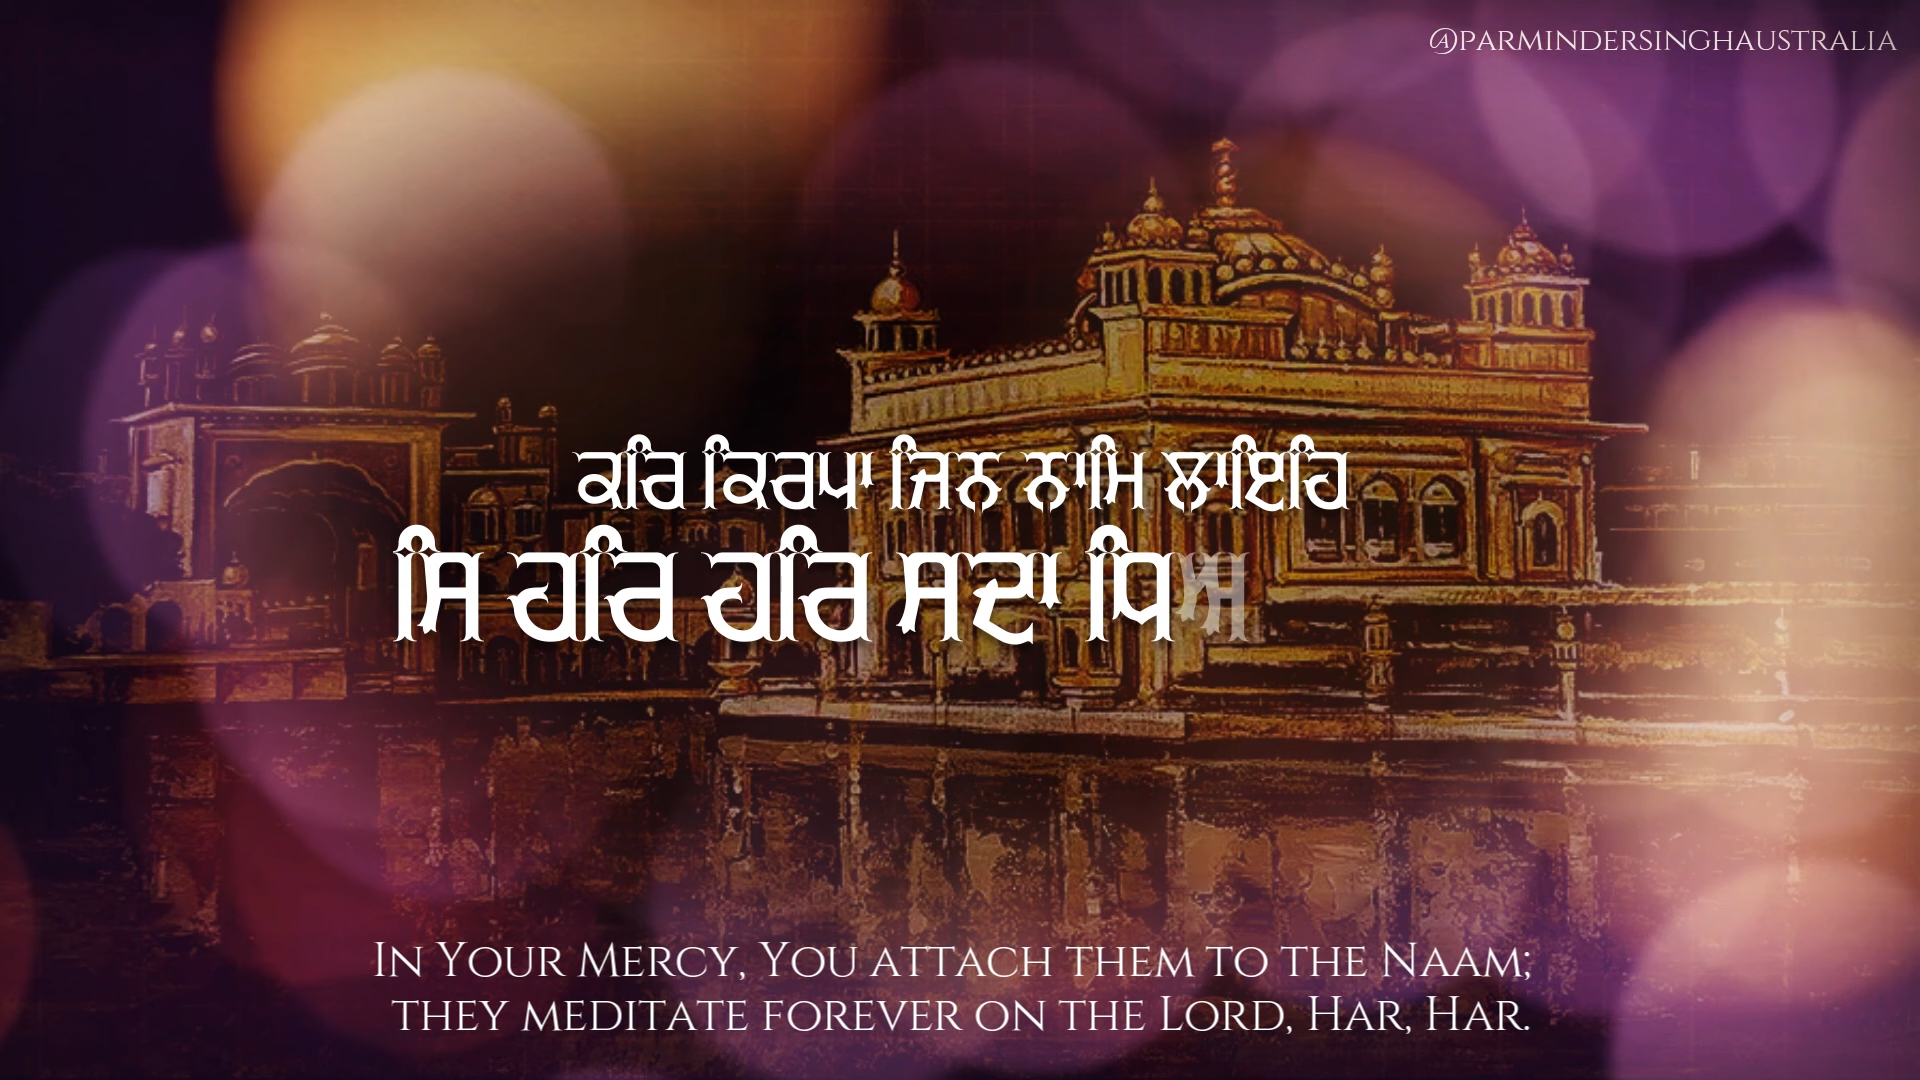 @PARMINDERSINGHAUSTRALIA
ਕਰਿ ਕਿਰਪਾ ਜਿਨ ਨਾਮਿ ਲਾਇਹਿ
ਸਿ ਹਰਿ ਹਰਿ ਸਦਾ ਧਿਅ
IN YOUR MERCY, YOU ATTACH THEM TO THE NAAM;
THEY MEDITATE FOREVER ON THE LORD, HAR, HAR.